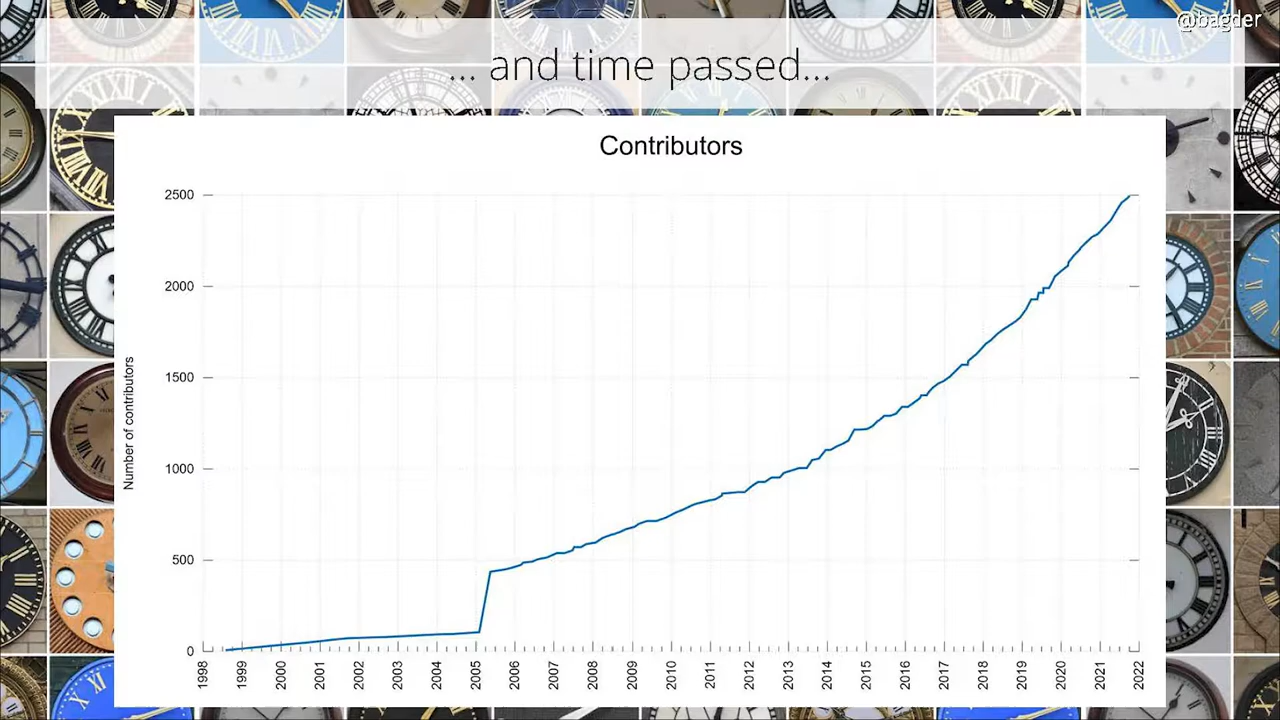 @bagder
... and time passed...
Contributors
2500
2000
1500
1000
500
0
Number of contributors
1998 1999 2000 2001 2002 2003 2004 2005 2006 2007 2008 2009 2010 2011 2012 2013 2014 2015 2016 2017 2018 2019 2020 2021 2022